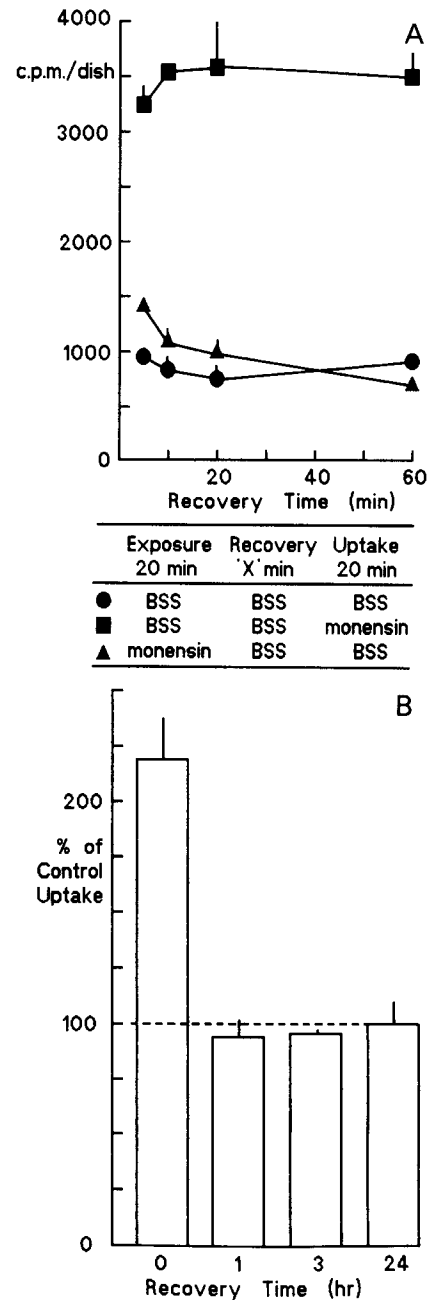 A
4000
c.p.m./dish
3000
2000
1000
0
0 20 40 60
Recovery Time (min)
Exposure Recovery Uptake
20 min 'X' min 20 min
● BSS BSS BSS
■ BSS BSS monensin
▲ monensin BSS BSS
B
200
% of
Control
Uptake
100
0
0 1 3 24
Recovery Time (hr)